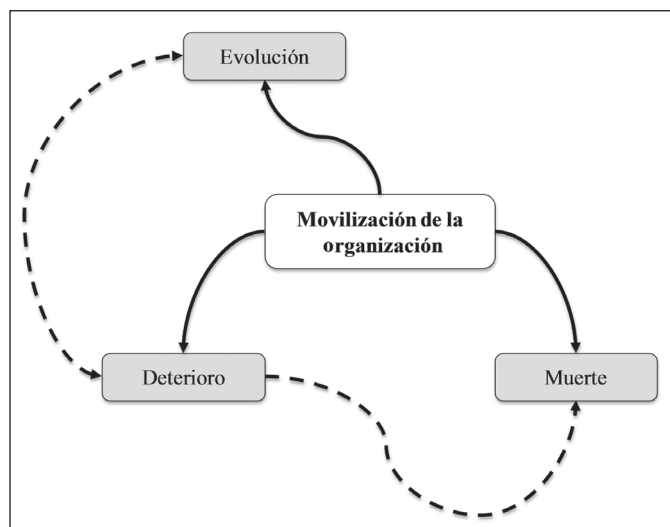 Evolución
Movilización de la
organización
Deterioro
Muerte